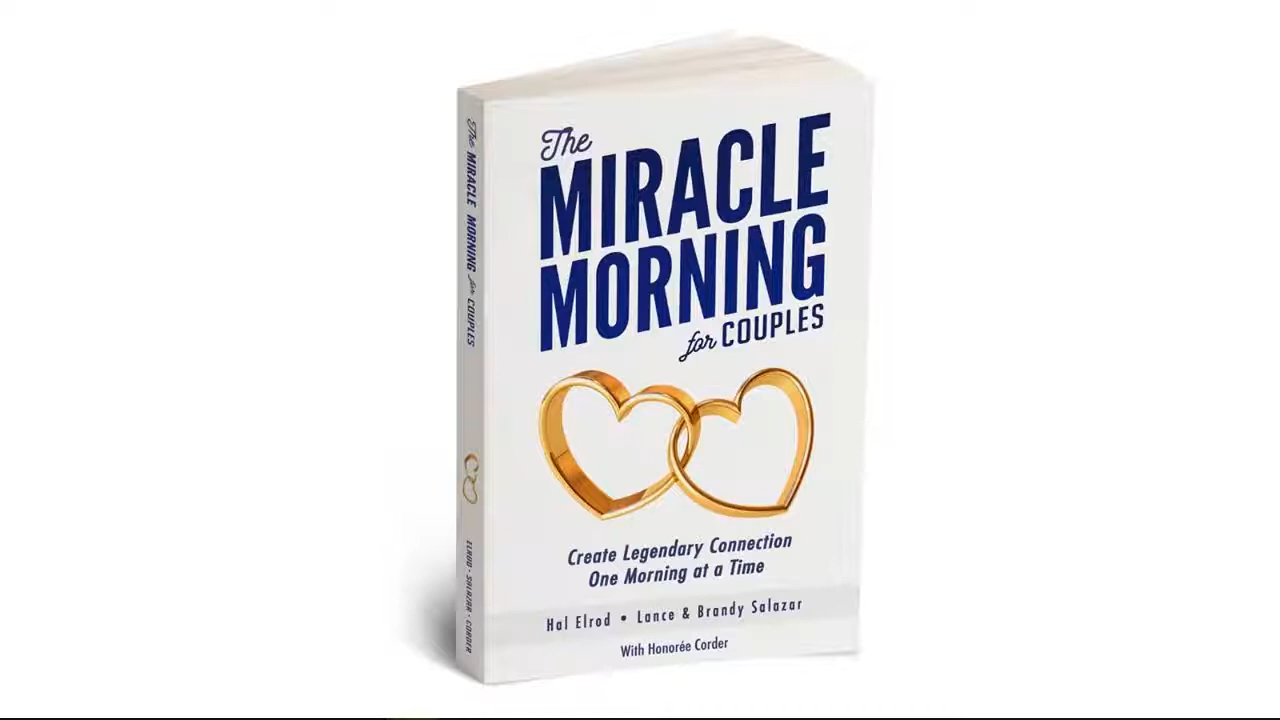 The
MIRACLE
MORNING
for COUPLES
Create Legendary Connection
One Morning at a Time
Hal Elrod • Lance & Brandy Salazar
With Honorée Corder
The MIRACLE MORNING for COUPLES
ELROD • SALAZAR • CORDER